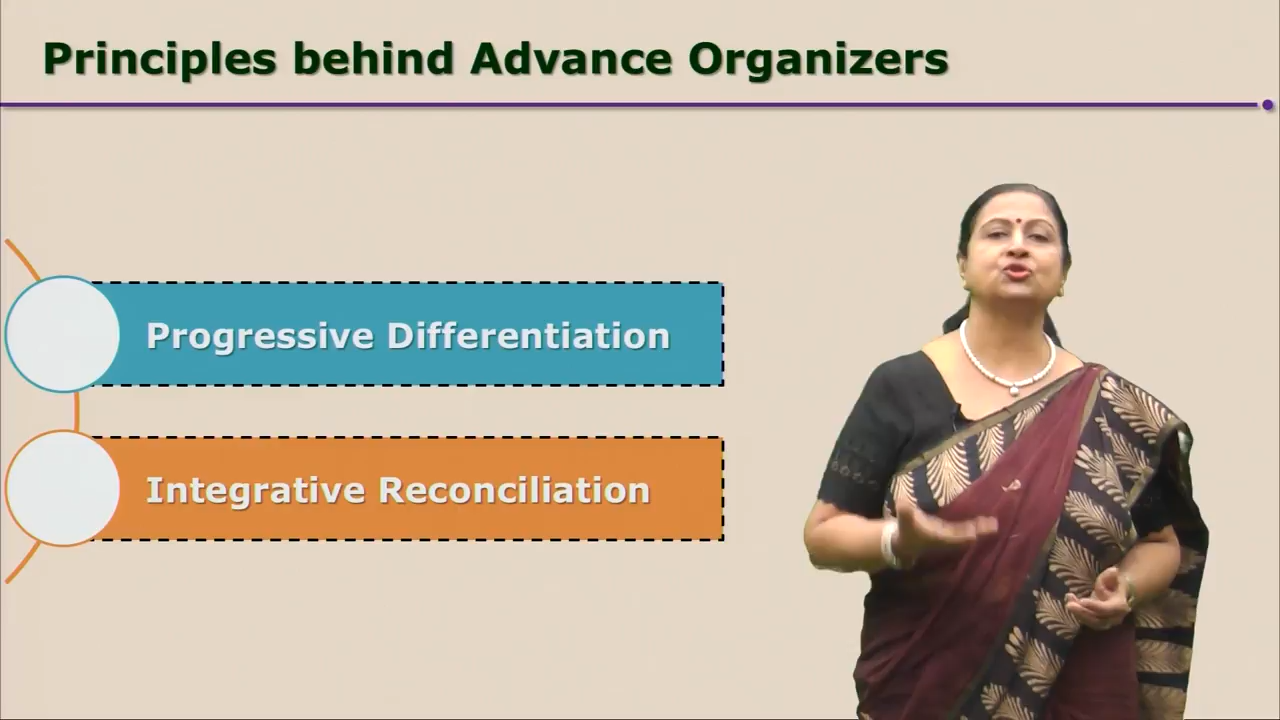 Principles behind Advance Organizers
Progressive Differentiation
Integrative Reconciliation